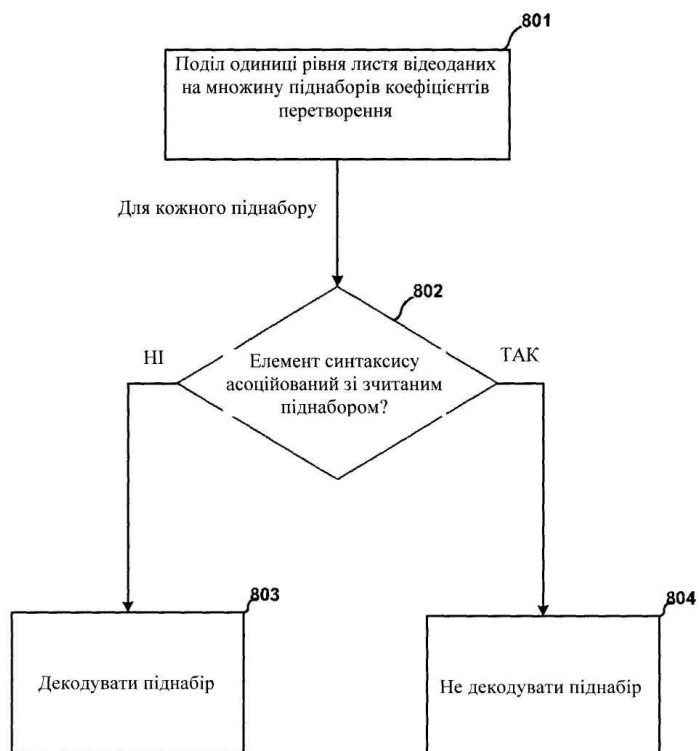 801
Поділ одиниці рівня листя відеоданих
на множину піднаборів коефіцієнтів
перетворення
Для кожного піднабору
802
НІ
Елемент синтаксису
асоційований зі зчитаним
піднабором?
ТАК
803
Декодувати піднабір
804
Не декодувати піднабір